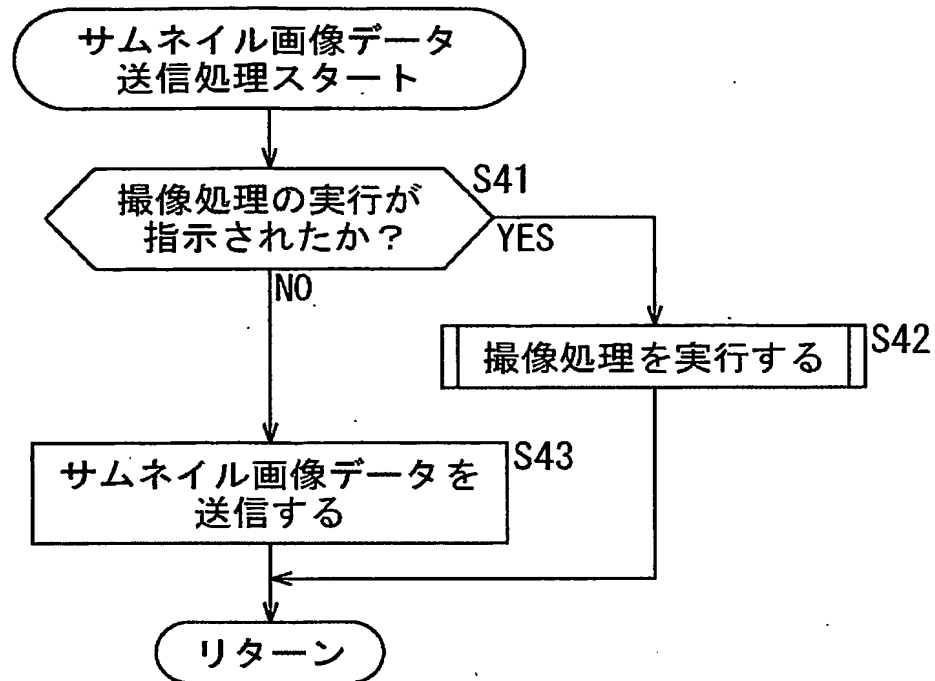 サムネイル画像データ
送信処理スタート
撮像処理の実行が
指示されたか？
S41
YES
NO
撮像処理を実行する
S42
サムネイル画像データを
送信する
S43
リターン